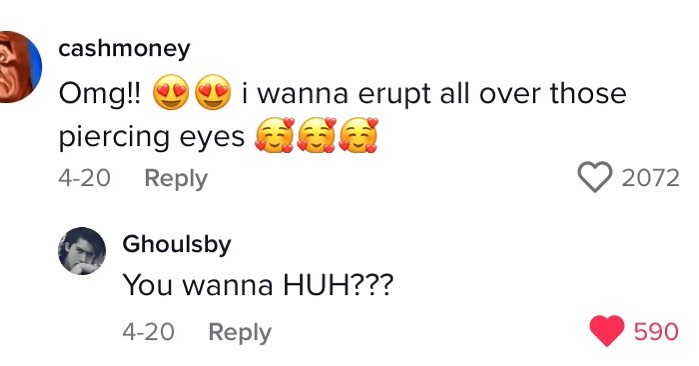 cashmoney
Omg!! 😍😍 i wanna erupt all over those
piercing eyes 🥰🥰🥰
4-20 Reply 2072
Ghoulsby
You wanna HUH???
4-20 Reply 590